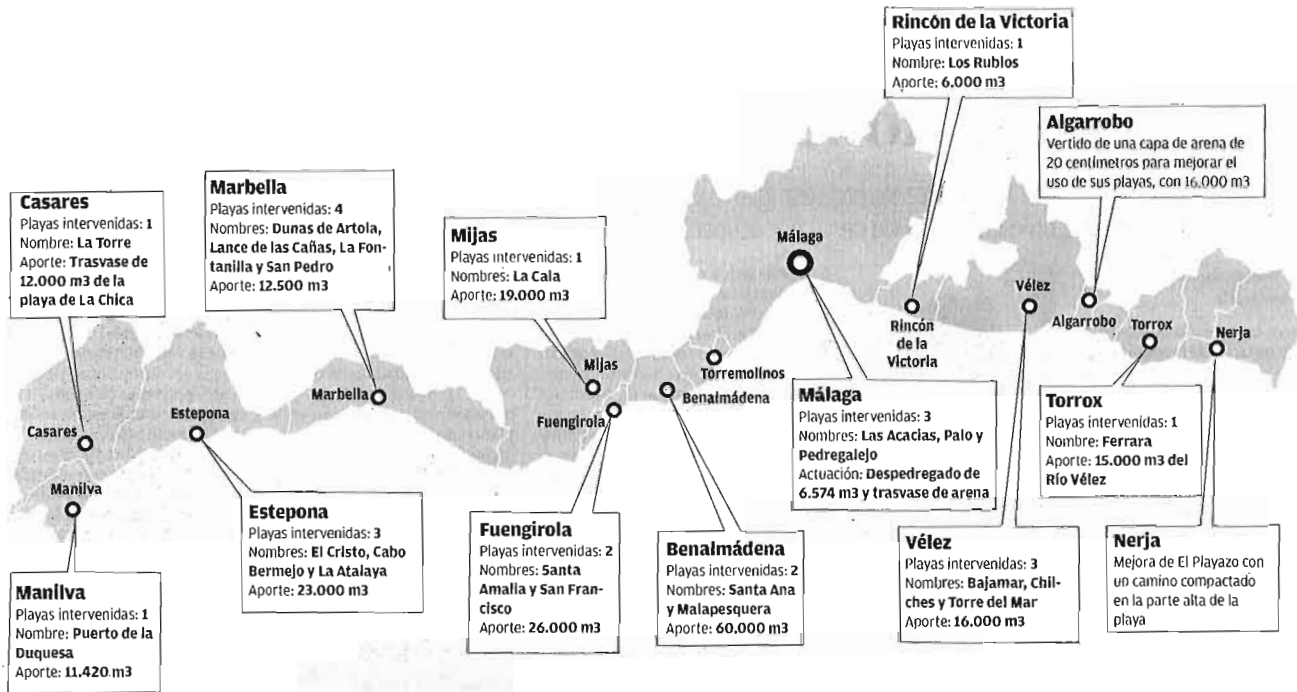 Rincón de la Victoria
Playas intervenidas: 1
Nombre: Los Rubios
Aporte: 6.000 m3
Algarrobo
Vertido de una capa de arena de
20 centímetros para mejorar el
uso de sus playas, con 16.000 m3
Casares
Playas intervenidas: 1
Nombre: La Torre
Aporte: Trasvase de
12.000 m3 de la
playa de La Chica
Marbella
Playas intervenidas: 4
Nombres: Dunas de Artola,
Lance de las Cañas, La Fon-
tanilla y San Pedro
Aporte: 12.500 m3
Mijas
Playas intervenidas: 1
Nombres: La Cala
Aporte: 19.000 m3
Málaga
Rincón
de la
Victoria
Vélez
Algarrobo
Torrox
Nerja
Torremolinos
Benalmádena
Mijas
Fuengirola
Marbella
Estepona
Casares
Manilva
Málaga
Playas intervenidas: 3
Nombres: Las Acacias, Palo y
Pedregalejo
Actuación: Despedregado de
6.574 m3 y trasvase de arena
Torrox
Playas intervenidas: 1
Nombre: Ferrara
Aporte: 15.000 m3 del
Río Vélez
Manilva
Playas intervenidas: 1
Nombre: Puerto de la
Duquesa
Aporte: 11.420 m3
Estepona
Playas intervenidas: 3
Nombres: El Cristo, Cabo
Bermejo y La Atalaya
Aporte: 23.000 m3
Fuengirola
Playas intervenidas: 2
Nombres: Santa
Amalia y San Fran-
cisco
Aporte: 26.000 m3
Benalmádena
Playas intervenidas: 2
Nombres: Santa Ana
y Malapesquera
Aporte: 60.000 m3
Vélez
Playas intervenidas: 3
Nombres: Bajamar, Chil-
ches y Torre del Mar
Aporte: 16.000 m3
Nerja
Mejora de El Playazo con
un camino compactado
en la parte alta de la
playa